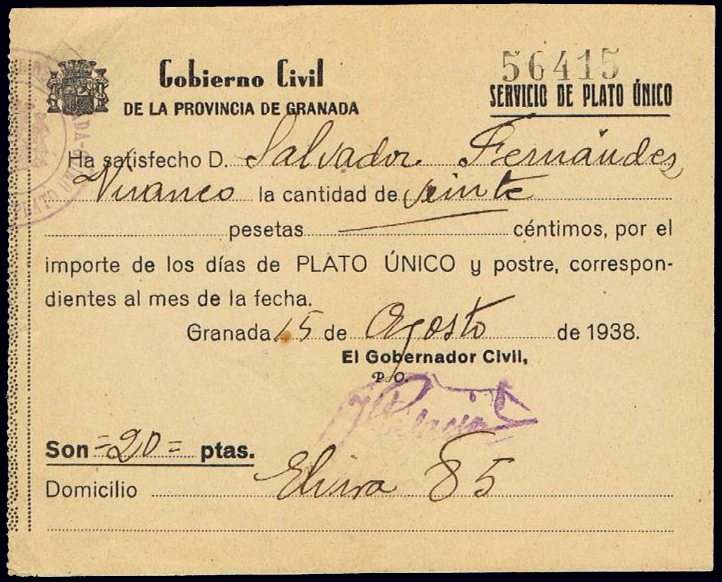 Gobierno Civil
DE LA PROVINCIA DE GRANADA
56415
SERVICIO DE PLATO ÚNICO
Ha satisfecho D. Salvador Fernández
Vivanco la cantidad de veinte
pesetas céntimos, por el
importe de los días de PLATO ÚNICO y postre, correspon-
dientes al mes de la fecha.
Granada 15 de Agosto de 1938.
El Gobernador Civil,
P. O.
Son =20= ptas.
Domicilio Elvira 85